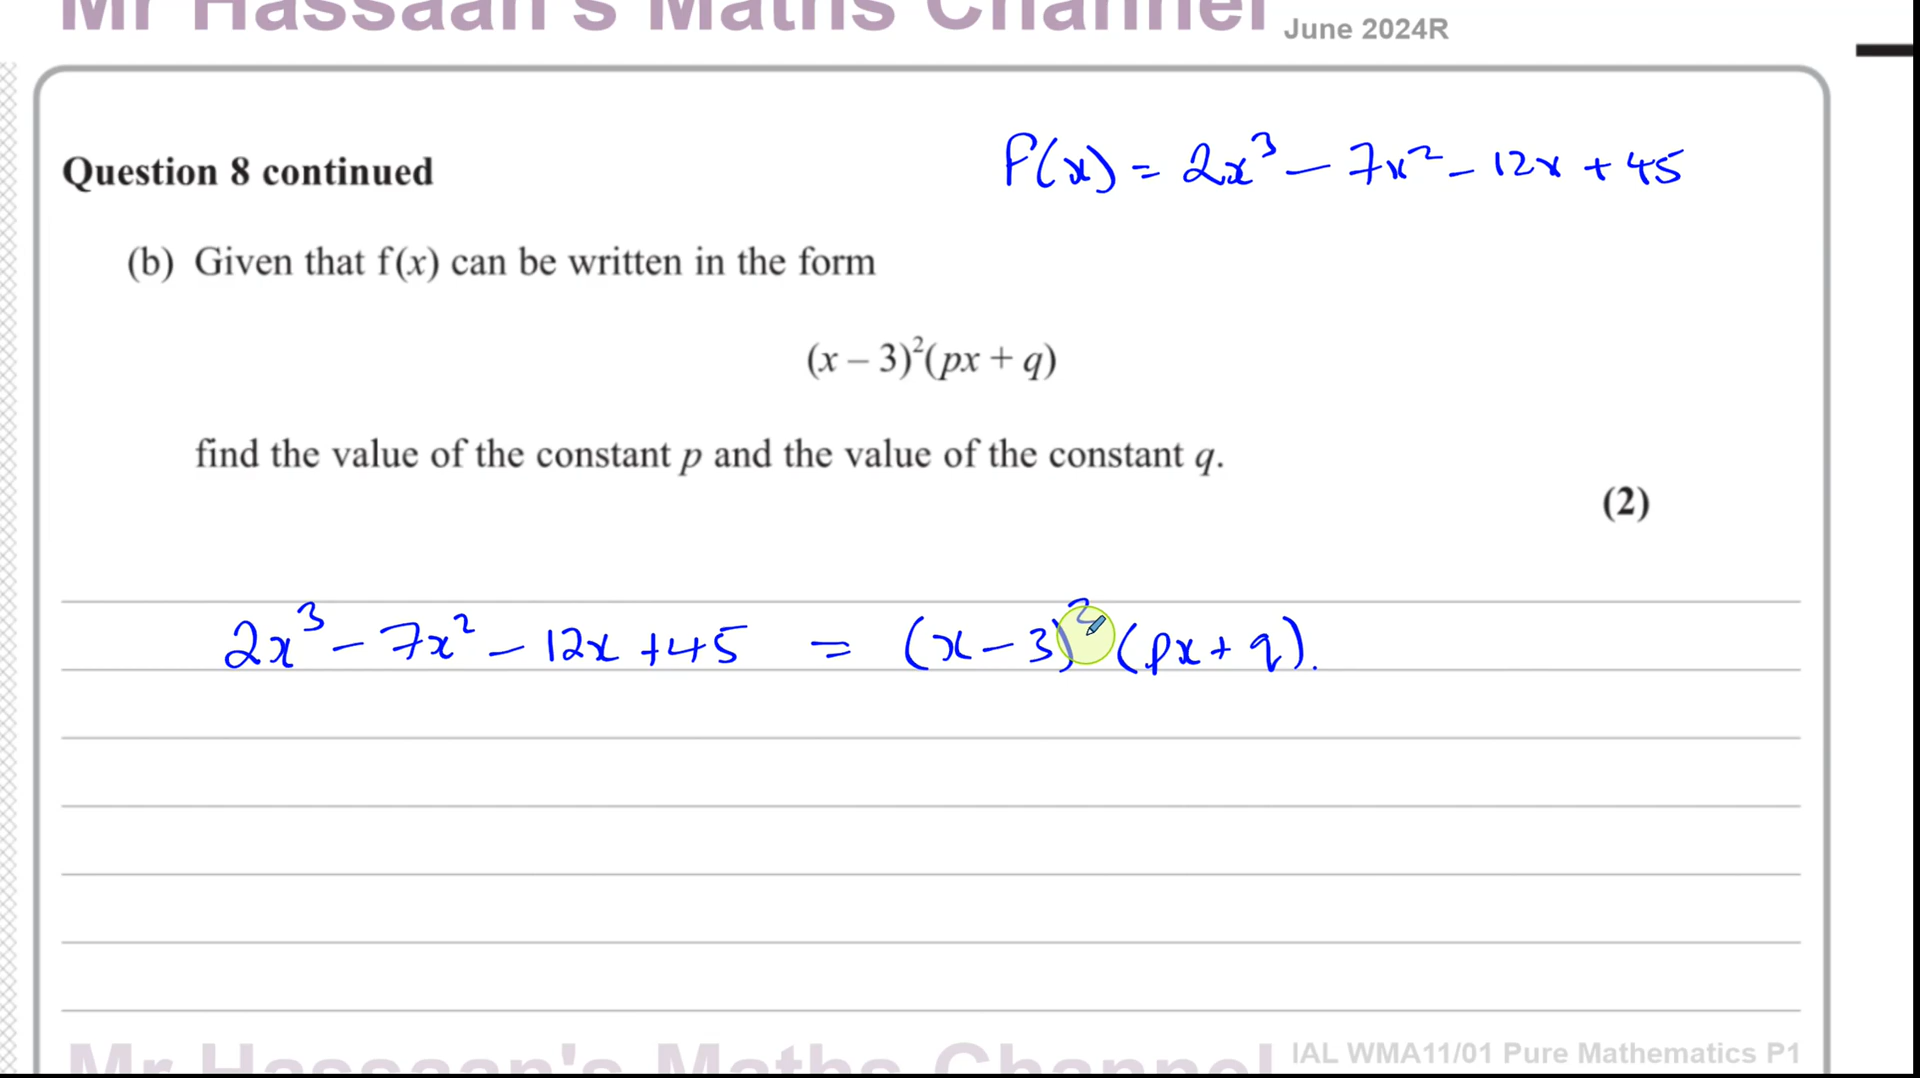 Mr Hassaan's Maths Channel June 2024R
Question 8 continued
f(x) = 2x³ - 7x² - 12x + 45
(b) Given that f(x) can be written in the form
(x – 3)²(px + q)
find the value of the constant p and the value of the constant q.
(2)
2x³ - 7x² - 12x + 45 = (x - 3)² (px + q).
Mr Hassaan's Maths Channel IAL WMA11/01 Pure Mathematics P1